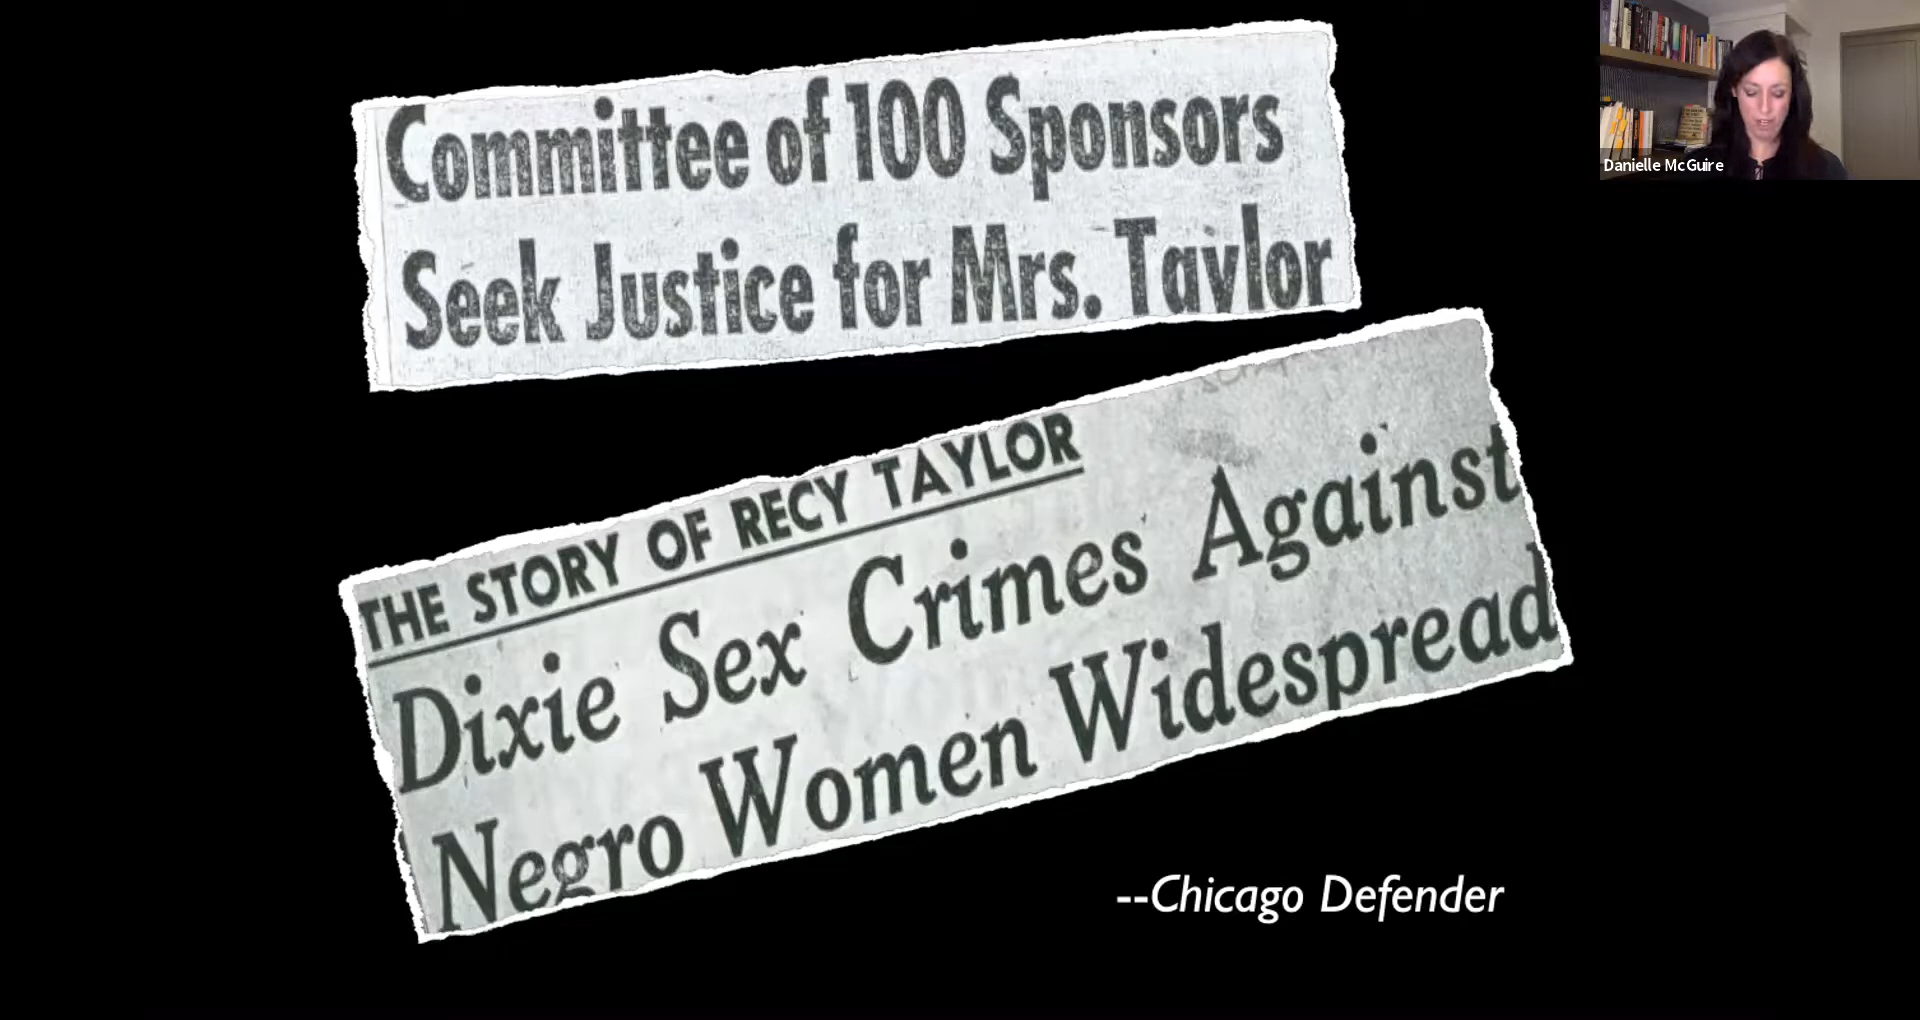 Committee of 100 Sponsors
Seek Justice for Mrs. Taylor
THE STORY OF RECY TAYLOR
Dixie Sex Crimes Against
Negro Women Widespread
--Chicago Defender
Danielle McGuire